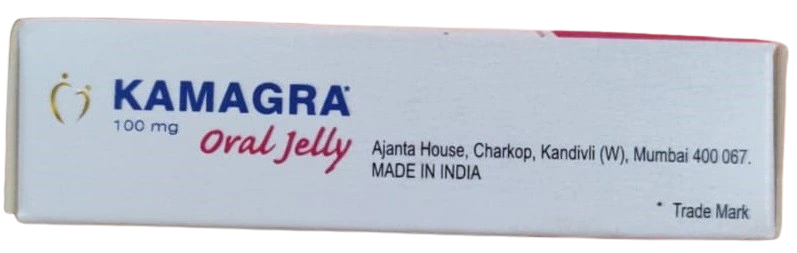 KAMAGRA*
100 mg
Oral Jelly
Ajanta House, Charkop, Kandivli (W), Mumbai 400 067.
MADE IN INDIA
* Trade Mark